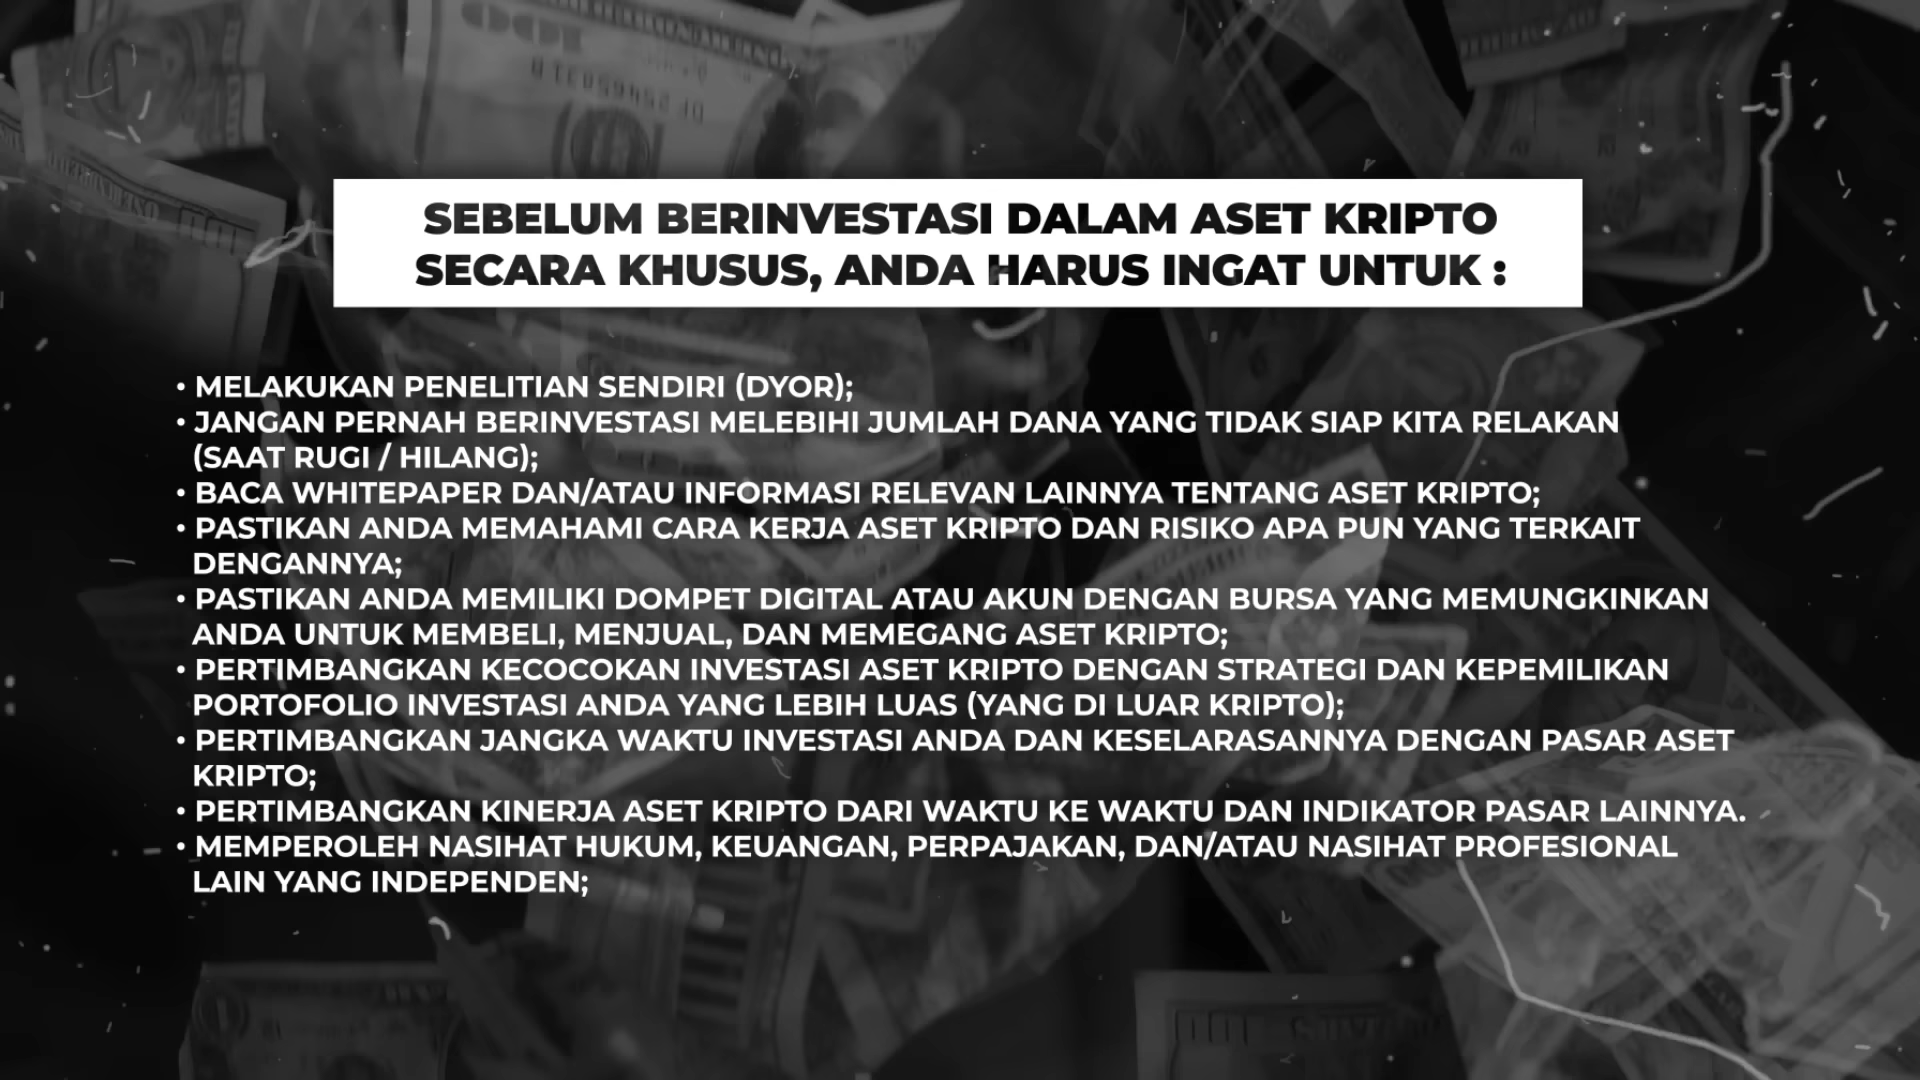 SEBELUM BERINVESTASI DALAM ASET KRIPTO
SECARA KHUSUS, ANDA HARUS INGAT UNTUK :
• MELAKUKAN PENELITIAN SENDIRI (DYOR);
• JANGAN PERNAH BERINVESTASI MELEBIHI JUMLAH DANA YANG TIDAK SIAP KITA RELAKAN
(SAAT RUGI / HILANG);
• BACA WHITEPAPER DAN/ATAU INFORMASI RELEVAN LAINNYA TENTANG ASET KRIPTO;
• PASTIKAN ANDA MEMAHAMI CARA KERJA ASET KRIPTO DAN RISIKO APA PUN YANG TERKAIT
DENGANNYA;
• PASTIKAN ANDA MEMILIKI DOMPET DIGITAL ATAU AKUN DENGAN BURSA YANG MEMUNGKINKAN
ANDA UNTUK MEMBELI, MENJUAL, DAN MEMEGANG ASET KRIPTO;
• PERTIMBANGKAN KECOCOKAN INVESTASI ASET KRIPTO DENGAN STRATEGI DAN KEPEMILIKAN
PORTOFOLIO INVESTASI ANDA YANG LEBIH LUAS (YANG DI LUAR KRIPTO);
• PERTIMBANGKAN JANGKA WAKTU INVESTASI ANDA DAN KESELARASANNYA DENGAN PASAR ASET
KRIPTO;
• PERTIMBANGKAN KINERJA ASET KRIPTO DARI WAKTU KE WAKTU DAN INDIKATOR PASAR LAINNYA.
• MEMPEROLEH NASIHAT HUKUM, KEUANGAN, PERPAJAKAN, DAN/ATAU NASIHAT PROFESIONAL
LAIN YANG INDEPENDEN;